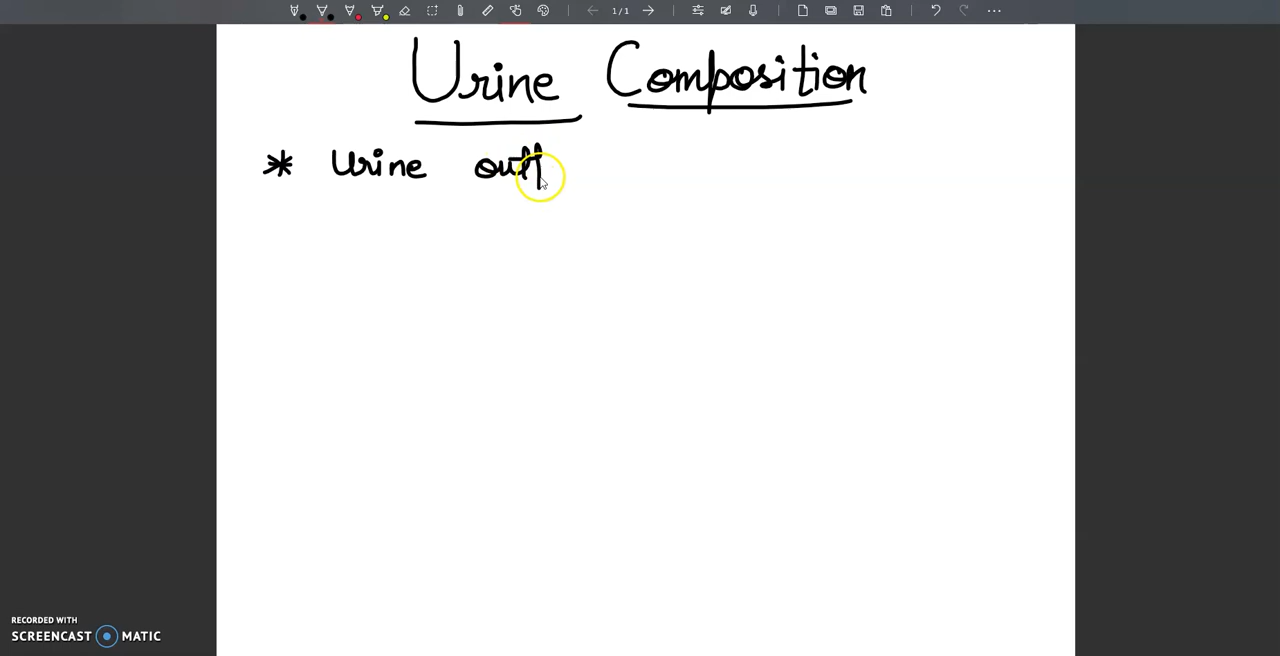 1/1
Urine Composition
* Urine out
RECORDED WITH
SCREENCAST MATIC